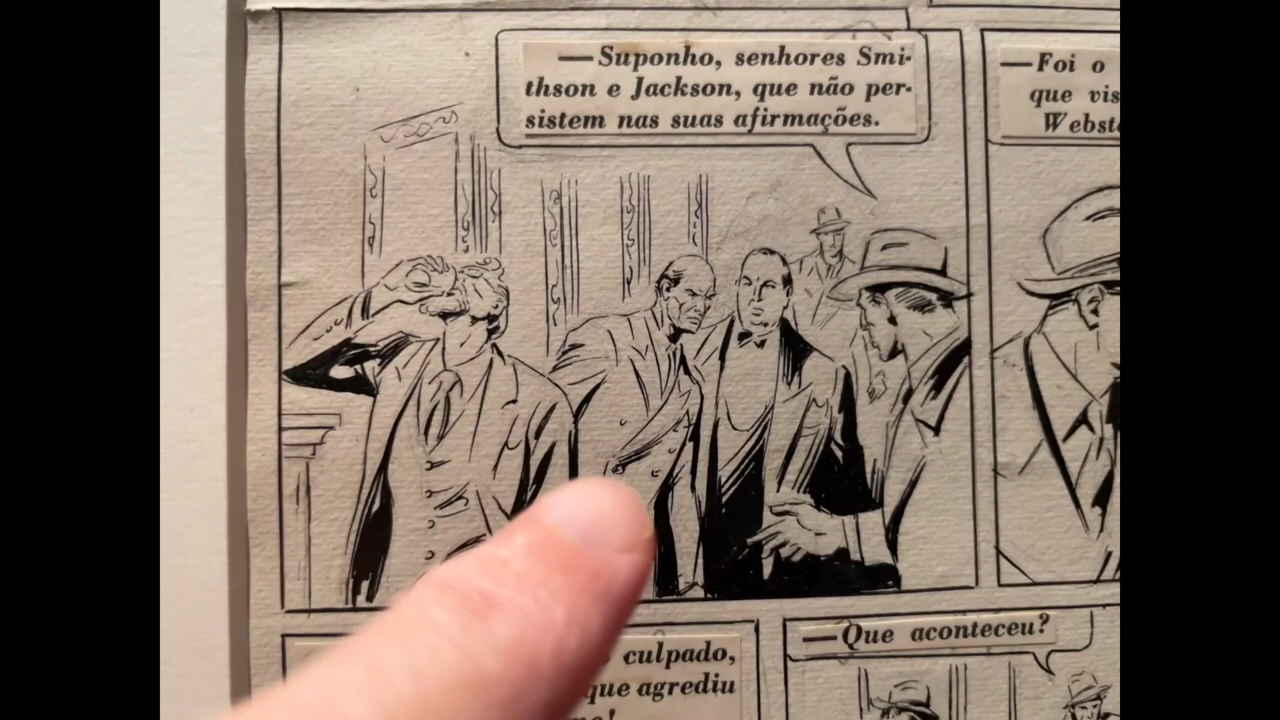 —Suponho, senhores Smi-
thson e Jackson, que não per-
sistem nas suas afirmações.
—Foi o
que vis
Webste
culpado,
que agrediu
—Que aconteceu?